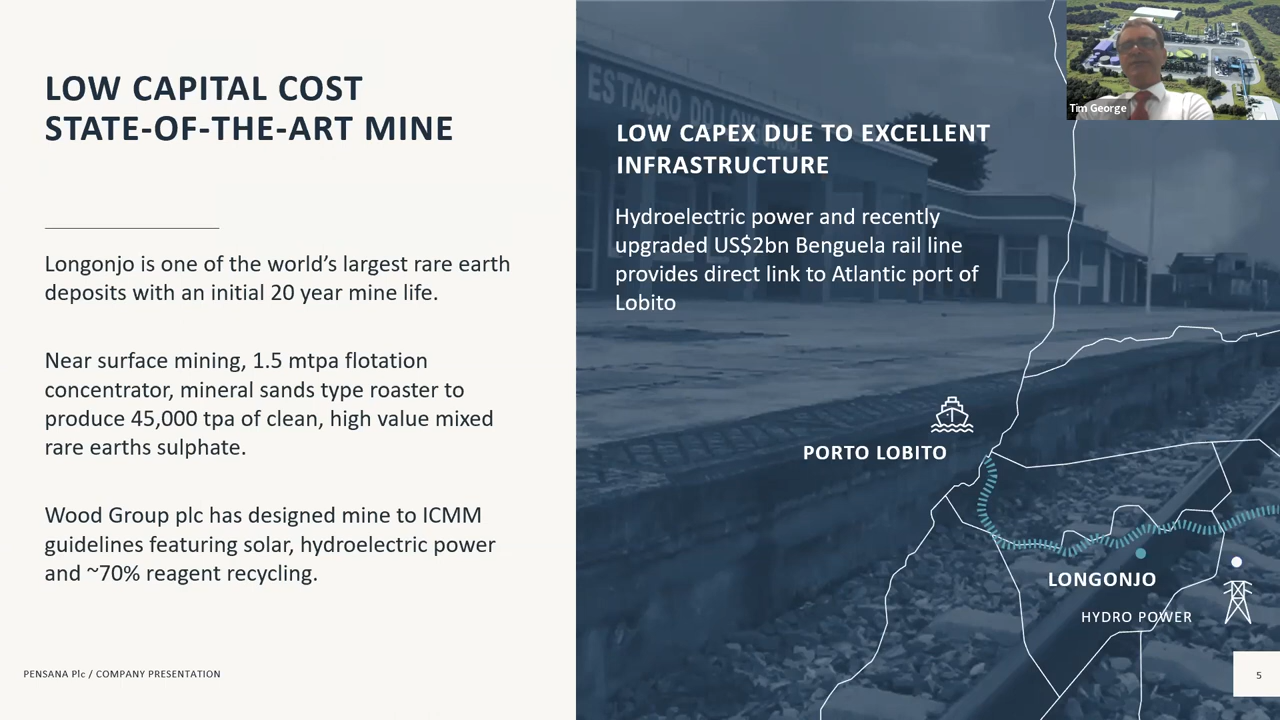 LOW CAPITAL COST
STATE-OF-THE-ART MINE
Longonjo is one of the world’s largest rare earth
deposits with an initial 20 year mine life.
Near surface mining, 1.5 mtpa flotation
concentrator, mineral sands type roaster to
produce 45,000 tpa of clean, high value mixed
rare earths sulphate.
Wood Group plc has designed mine to ICMM
guidelines featuring solar, hydroelectric power
and ~70% reagent recycling.
PENSANA Plc / COMPANY PRESENTATION
ESTAÇÃO DO LONGONJO
LOW CAPEX DUE TO EXCELLENT
INFRASTRUCTURE
Hydroelectric power and recently
upgraded US$2bn Benguela rail line
provides direct link to Atlantic port of
Lobito
PORTO LOBITO
LONGONJO
HYDRO POWER
Tim George
5